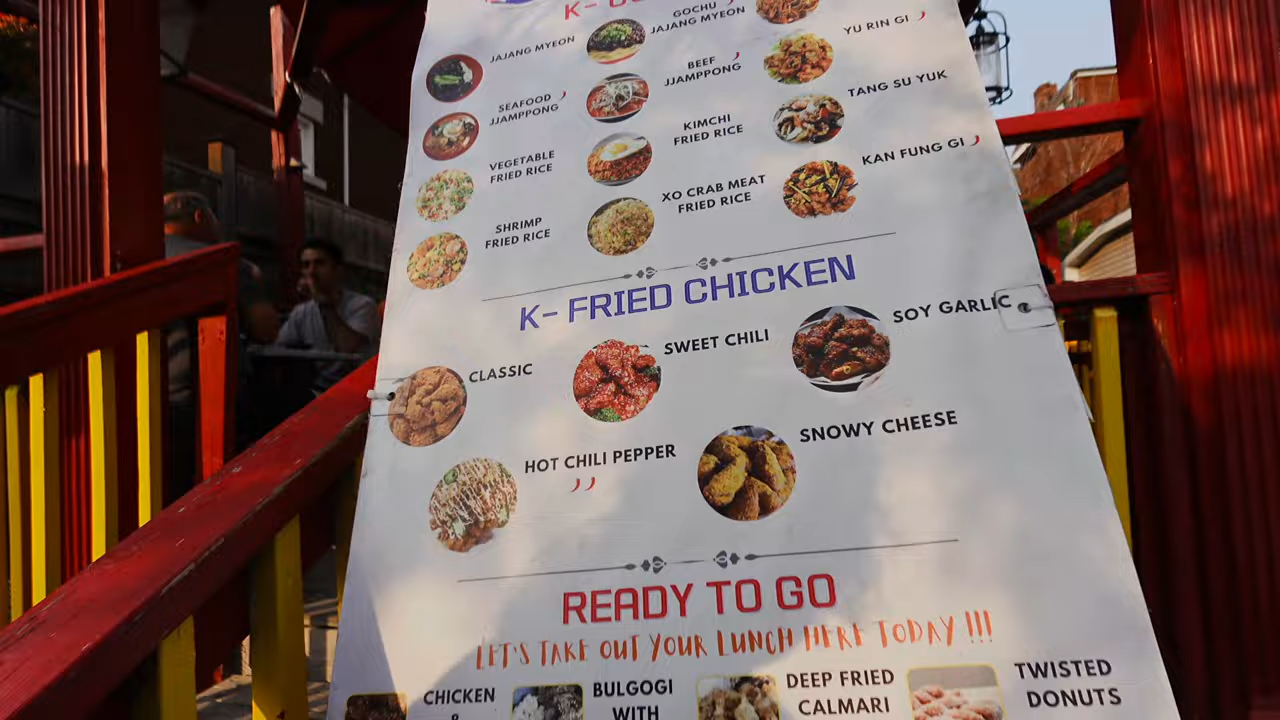 K-
JAJANG MYEON
GOCHU
JAJANG MYEON
YU RIN GI
SEAFOOD
JJAMPPONG
BEEF
JJAMPPONG
TANG SU YUK
VEGETABLE
FRIED RICE
KIMCHI
FRIED RICE
KAN FUNG GI
SHRIMP
FRIED RICE
XO CRAB MEAT
FRIED RICE
K- FRIED CHICKEN
CLASSIC
SWEET CHILI
SOY GARLIC
HOT CHILI PEPPER
SNOWY CHEESE
READY TO GO
LET'S TAKE OUT YOUR LUNCH HERE TODAY !!!
CHICKEN
&
BULGOGI
WITH
DEEP FRIED
CALMARI
TWISTED
DONUTS